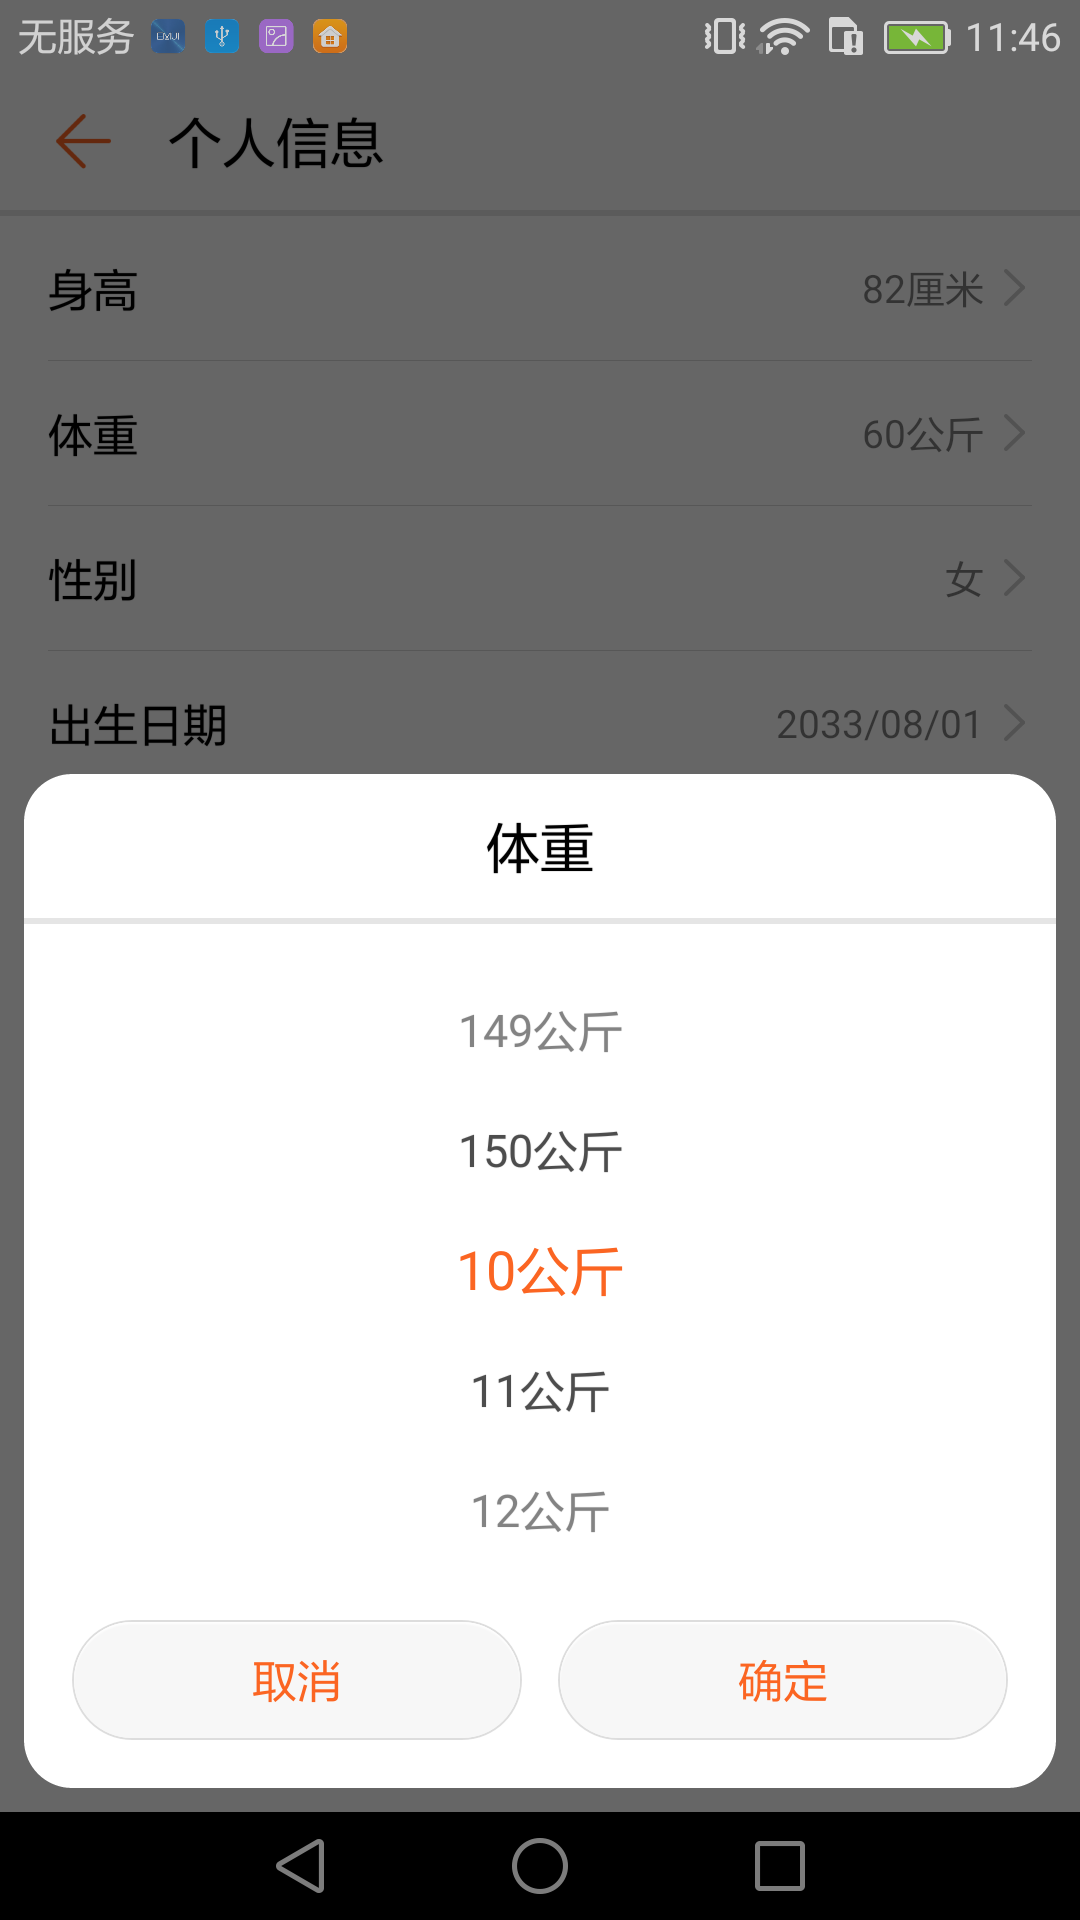 无服务 EMUI 11:46
个人信息
身高 82厘米
体重 60公斤
性别 女
出生日期 2033/08/01
体重
149公斤
150公斤
10公斤
11公斤
12公斤
取消 确定